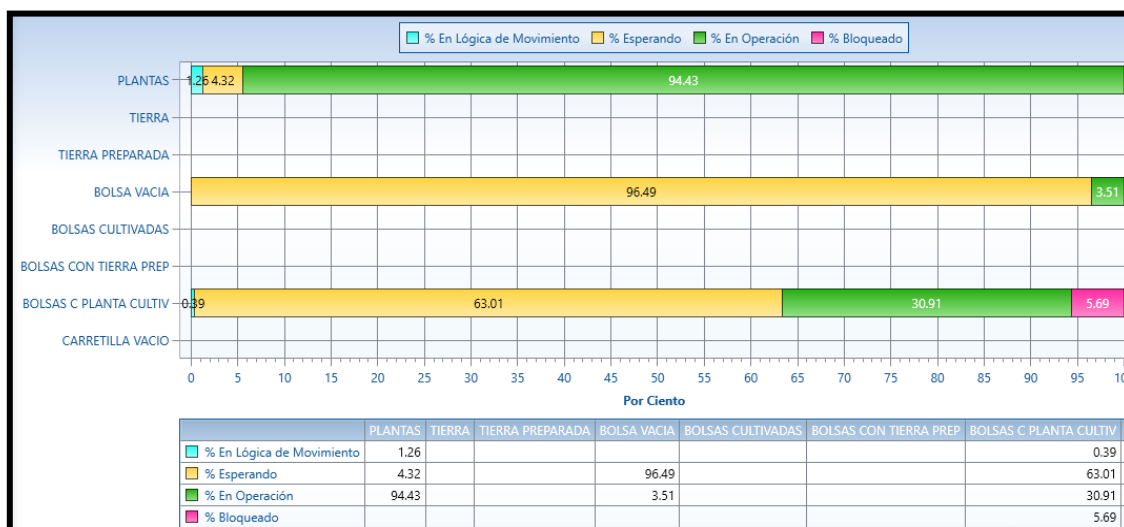 % En Lógica de Movimiento % Esperando % En Operación % Bloqueado
PLANTAS 1.26 4.32 94.43
TIERRA
TIERRA PREPARADA
BOLSA VACIA 96.49 3.51
BOLSAS CULTIVADAS
BOLSAS CON TIERRA PREP
BOLSAS C PLANTA CULTIV 0.39 63.01 30.91 5.69
CARRETILLA VACIO
0 5 10 15 20 25 30 35 40 45 50 55 60 65 70 75 80 85 90 95
Por Ciento
PLANTAS TIERRA TIERRA PREPARADA BOLSA VACIA BOLSAS CULTIVADAS BOLSAS CON TIERRA PREP BOLSAS C PLANTA CULTIV
% En Lógica de Movimiento 1.26 0.39
% Esperando 4.32 96.49 63.01
% En Operación 94.43 3.51 30.91
% Bloqueado 5.69